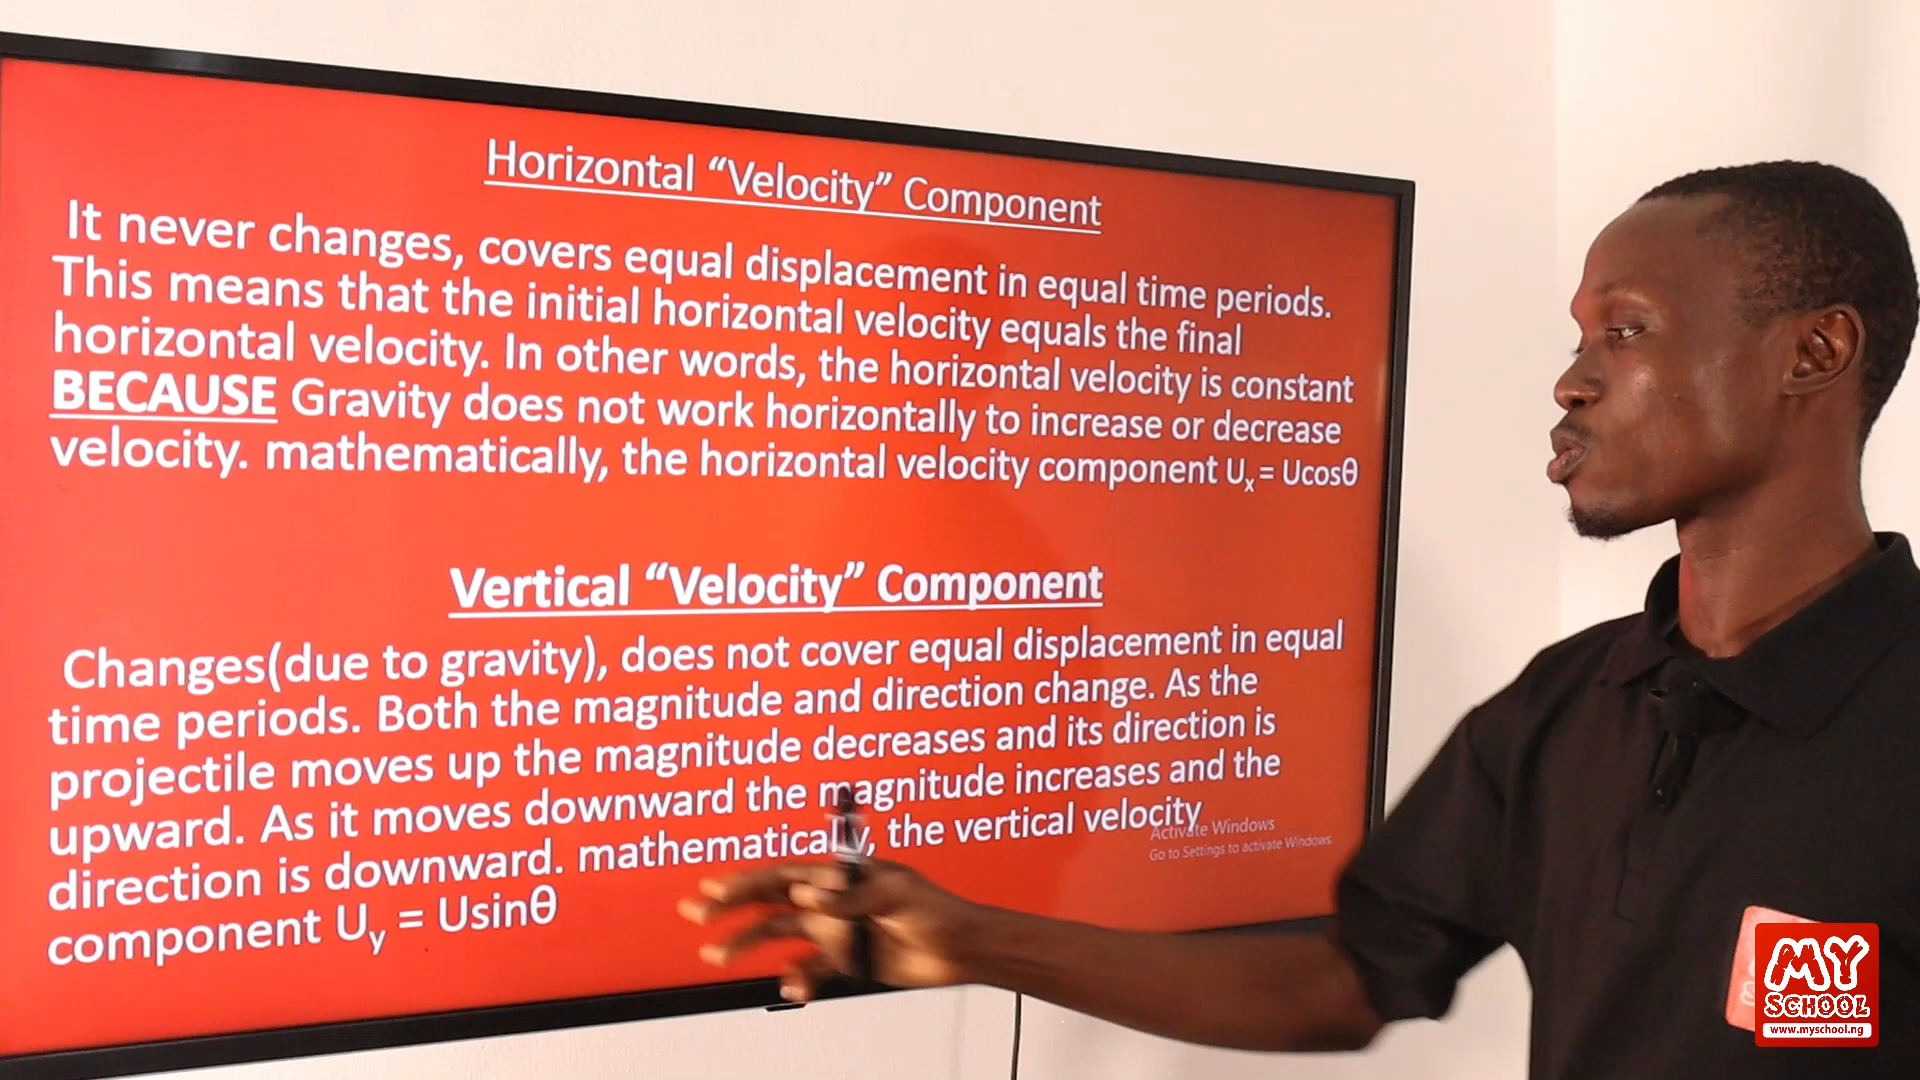 Horizontal “Velocity” Component
It never changes, covers equal displacement in equal time periods.
This means that the initial horizontal velocity equals the final
horizontal velocity. In other words, the horizontal velocity is constant
BECAUSE Gravity does not work horizontally to increase or decrease
velocity. mathematically, the horizontal velocity component Uₓ = Ucosθ
Vertical “Velocity” Component
Changes(due to gravity), does not cover equal displacement in equal
time periods. Both the magnitude and direction change. As the
projectile moves up the magnitude decreases and its direction is
upward. As it moves downward the magnitude increases and the
direction is downward. mathematically, the vertical velocity
component Uy = Usinθ
Activate Windows
Go to Settings to activate Windows
MY
SCHOOL
www.myschool.ng